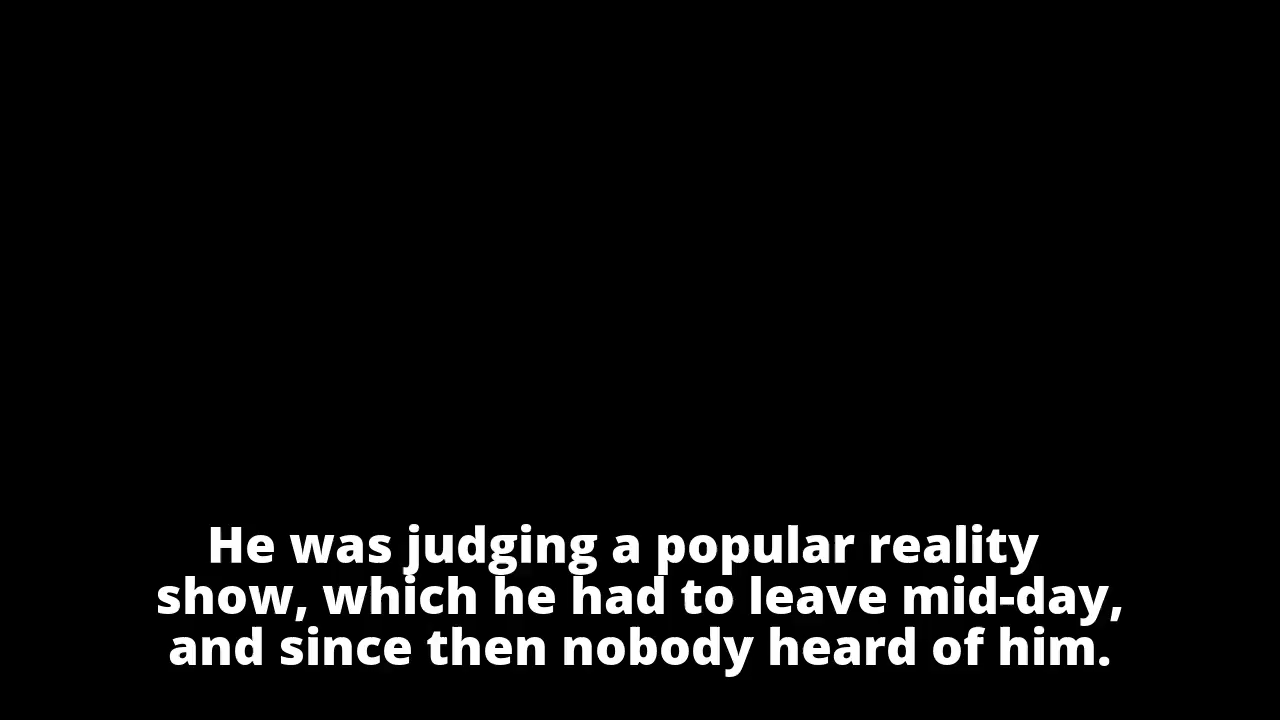 He was judging a popular reality
show, which he had to leave mid-day,
and since then nobody heard of him.